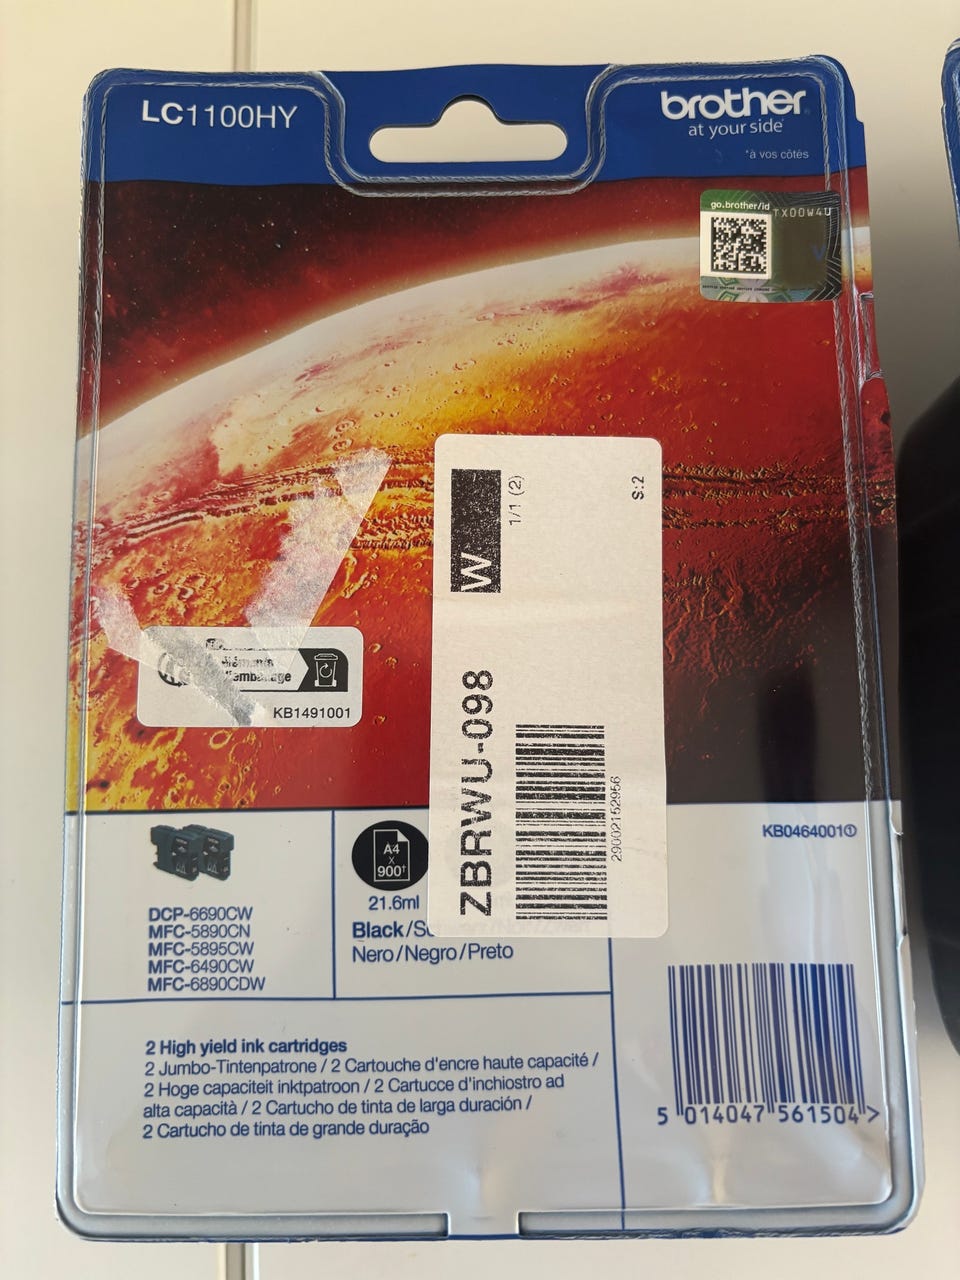 LC1100HY
brother
at your side
*à vos côtés
go.brother/id
TX00W4U
1/1 (2)
S:2
W
ZBRWU-098
29002152956
d'emballage
KB1491001
KB0464001①
A4
x
900†
21.6ml
DCP-6690CW
MFC-5890CN
MFC-5895CW
MFC-6490CW
MFC-6890CDW
Black/
Nero/Negro/Preto
2 High yield ink cartridges
2 Jumbo-Tintenpatrone / 2 Cartouche d'encre haute capacité /
2 Hoge capaciteit inktpatroon / 2 Cartucce d'inchiostro ad
alta capacità / 2 Cartucho de tinta de larga duración /
2 Cartucho de tinta de grande duração
5 014047 561504 >